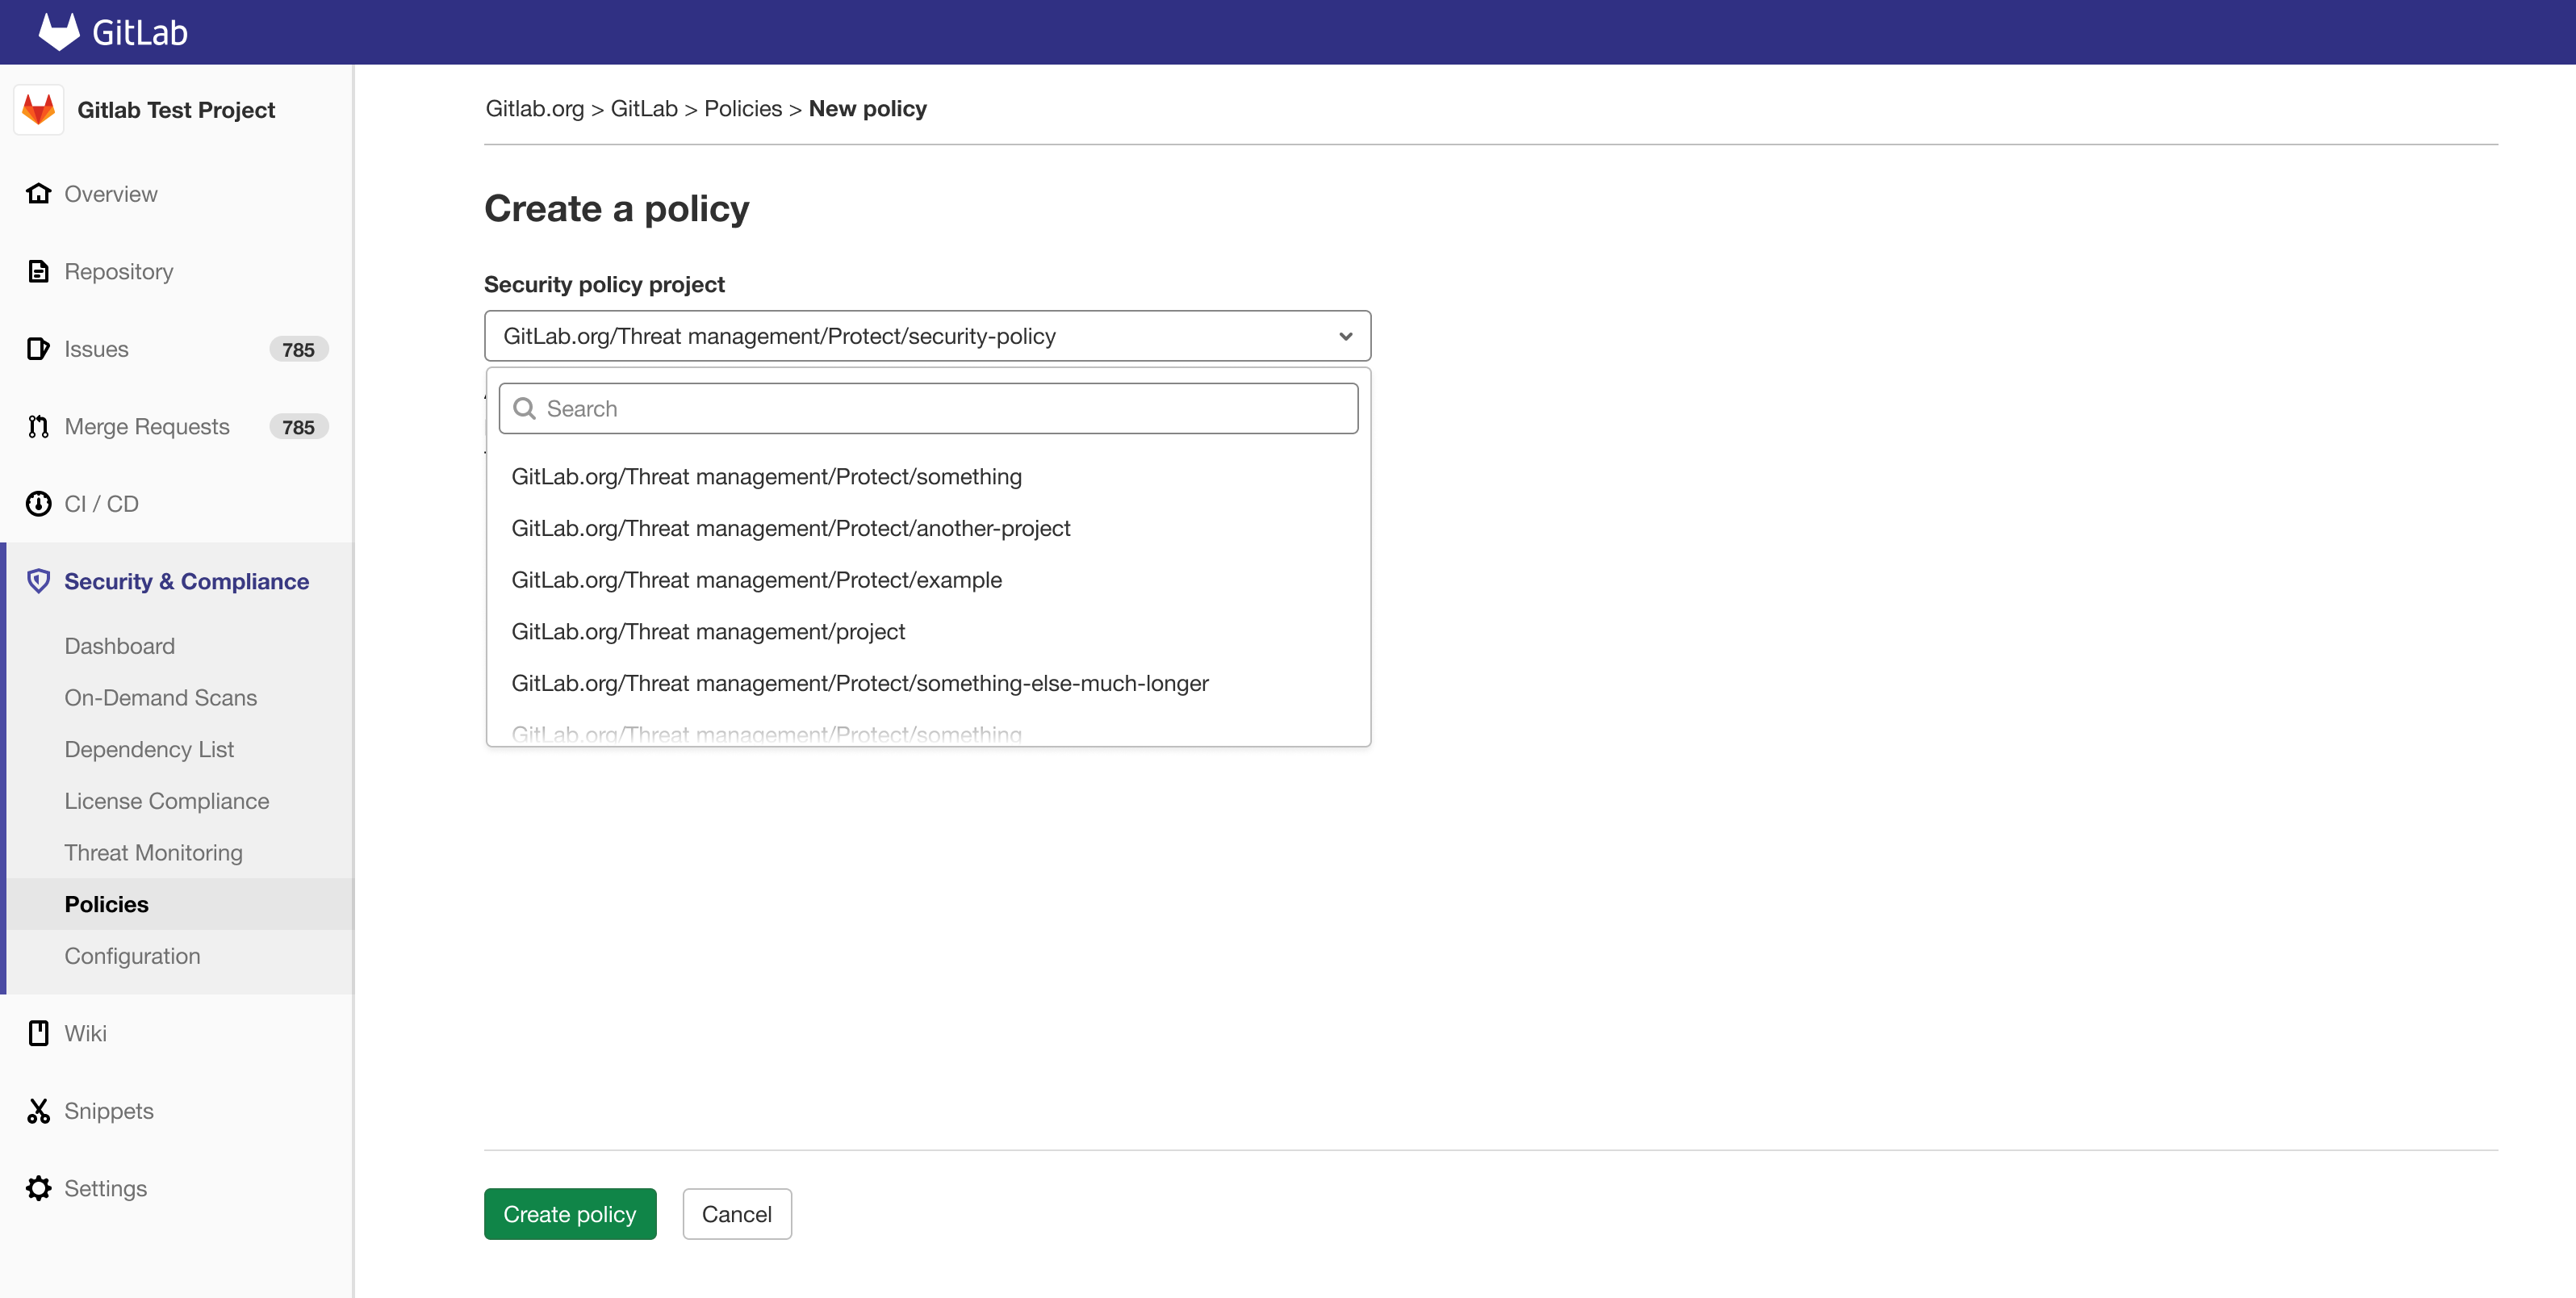 GitLab
Gitlab Test Project
Overview
Repository
Issues 785
Merge Requests 785
CI / CD
Security & Compliance
Dashboard
On-Demand Scans
Dependency List
License Compliance
Threat Monitoring
Policies
Configuration
Wiki
Snippets
Settings
Gitlab.org > GitLab > Policies > New policy
Create a policy
Security policy project
GitLab.org/Threat management/Protect/security-policy
Search
GitLab.org/Threat management/Protect/something
GitLab.org/Threat management/Protect/another-project
GitLab.org/Threat management/Protect/example
GitLab.org/Threat management/project
GitLab.org/Threat management/Protect/something-else-much-longer
GitLab.org/Threat management/Protect/something
Create policy
Cancel